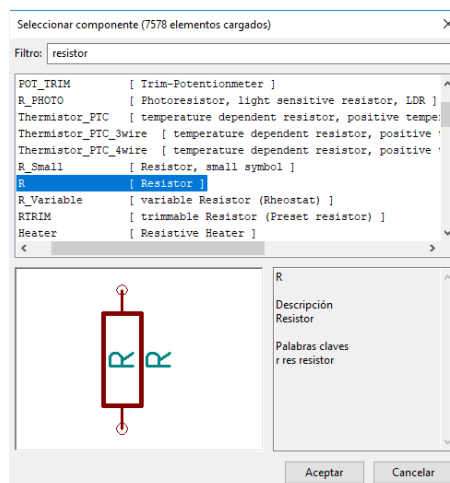 Seleccionar componente (7578 elementos cargados)
Filtro: resistor
POT_TRIM [ Trim-Potentionmeter ]
R_PHOTO [ Photoresistor, light sensitive resistor, LDR ]
Thermistor_PTC [ temperature dependent resistor, positive
Thermistor_PTC_3wire [ temperature dependent resistor, positive
Thermistor_PTC_4wire [ temperature dependent resistor, positive
R_Small [ Resistor, small symbol ]
R [ Resistor ]
R_Variable [ variable Resistor (Rheostat) ]
RTRIM [ trimmable Resistor (Preset resistor) ]
Heater [ Resistive Heater ]
R R
R
Descripción
Resistor
Palabras claves
r res resistor
Aceptar Cancelar